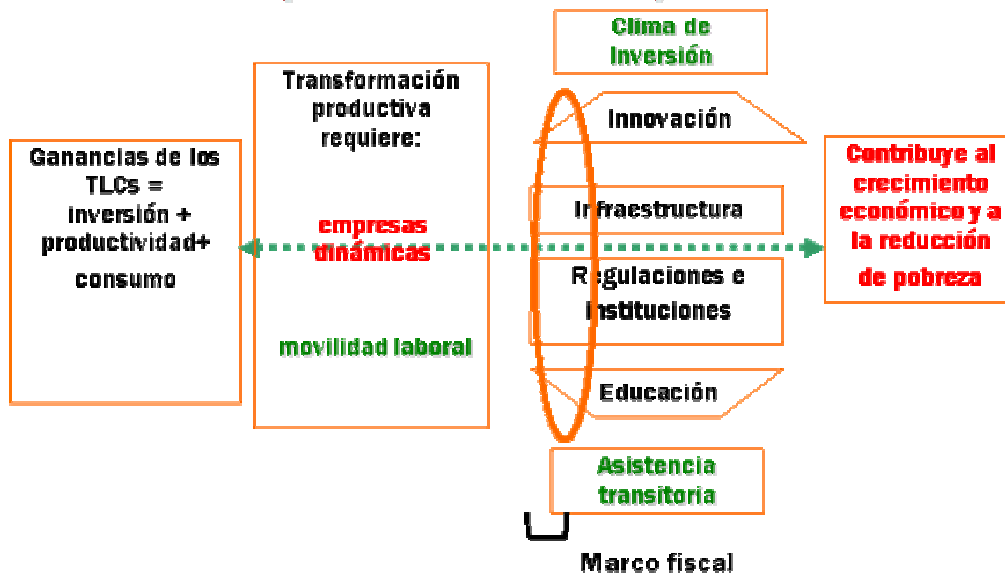 Ganancias de los
TLCs =
inversión +
productividad+
consumo
Transformación
productiva
requiere:
empresas
dinámicas
movilidad laboral
Clima de
Inversión
Innovación
Infraestructura
Regulaciones e
instituciones
Educación
Asistencia
transitoria
Marco fiscal
Contribuye al
crecimiento
económico y a
la reducción
de pobreza